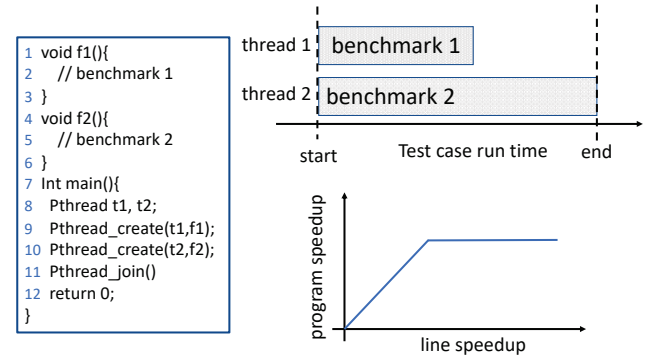 1 void f1(){
2 // benchmark 1
3 }
4 void f2(){
5 // benchmark 2
6 }
7 Int main(){
8 Pthread t1, t2;
9 Pthread_create(t1,f1);
10 Pthread_create(t2,f2);
11 Pthread_join()
12 return 0;
}
thread 1 benchmark 1
thread 2 benchmark 2
start Test case run time end
program speedup
line speedup